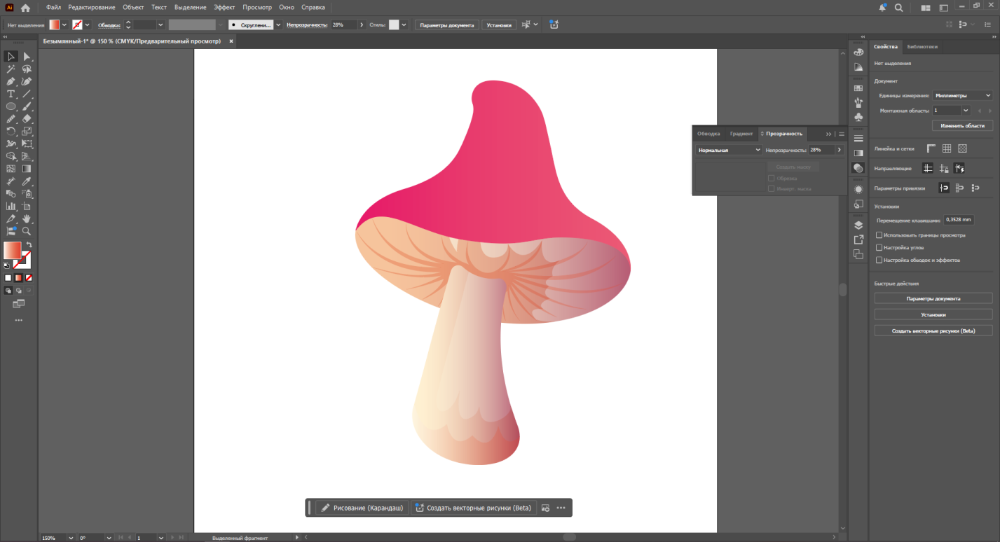 Ai Файл Редактирование Объект Текст Выделение Эффект Просмотр Окно Справка
Нет выделения Обводка: Скруглени... Непрозрачность: 28% Стиль: Параметры документа Установки
Безымянный-1* @ 150 % (CMYK/Предварительный просмотр) ×
Обводка Градиент Прозрачность
Нормальная Непрозрачность: 28%
Создать маску
Обрезка
Инверт. маска
Свойства Библиотеки
Нет выделения
Документ
Единицы измерения: Миллиметры
Монтажная область: 1
Изменить области
Линейка и сетки
Направляющие
Параметры привязки
Установки
Перемещение клавишами: 0,3528 mm
Использовать границы просмотра
Настройка углов
Настройка обводок и эффектов
Быстрые действия
Параметры документа
Установки
Создать векторные рисунки (Beta)
Рисование (Карандаш) Создать векторные рисунки (Beta)
150% 0° 1 Выделенный фрагмент